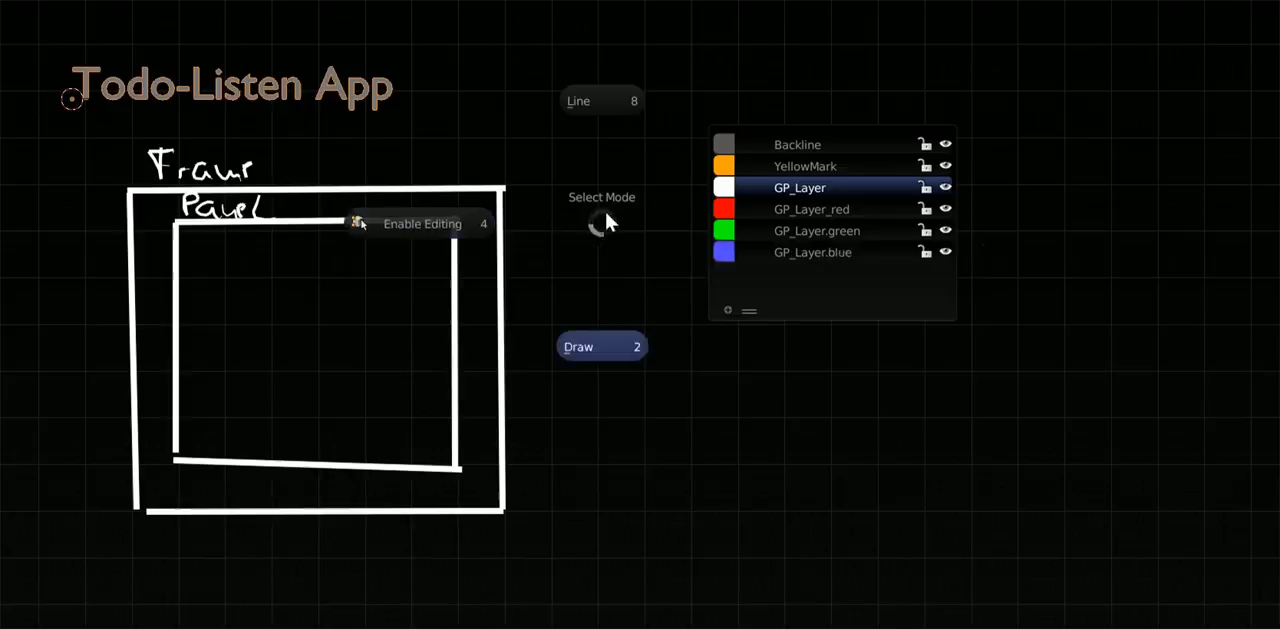 Todo-Listen App
Frame
Panel
Enable Editing 4
Line 8
Select Mode
Draw 2
Backline
YellowMark
GP_Layer
GP_Layer_red
GP_Layer.green
GP_Layer.blue